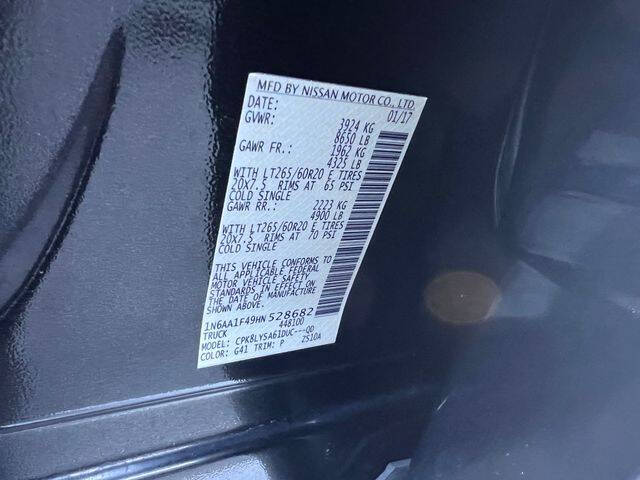 MFD BY NISSAN MOTOR CO., LTD.
DATE: 01/17
GVWR: 3924 KG
8650 LB
GAWR FR.: 1962 KG
4325 LB
WITH LT265/60R20 E TIRES
20X7.5 RIMS AT 65 PSI
COLD SINGLE
GAWR RR.: 2223 KG
4900 LB
WITH LT265/60R20 E TIRES
20X7.5 RIMS AT 70 PSI
COLD SINGLE
THIS VEHICLE CONFORMS TO
ALL APPLICABLE FEDERAL
MOTOR VEHICLE SAFETY
STANDARDS IN EFFECT ON
THE DATE OF MANUFACTURE
SHOWN ABOVE.
1N6AA1F49HN528682
TRUCK 448100
MODEL: CPK8LYSA61DUC---QD
COLOR: G41 TRIM: P ZS10A